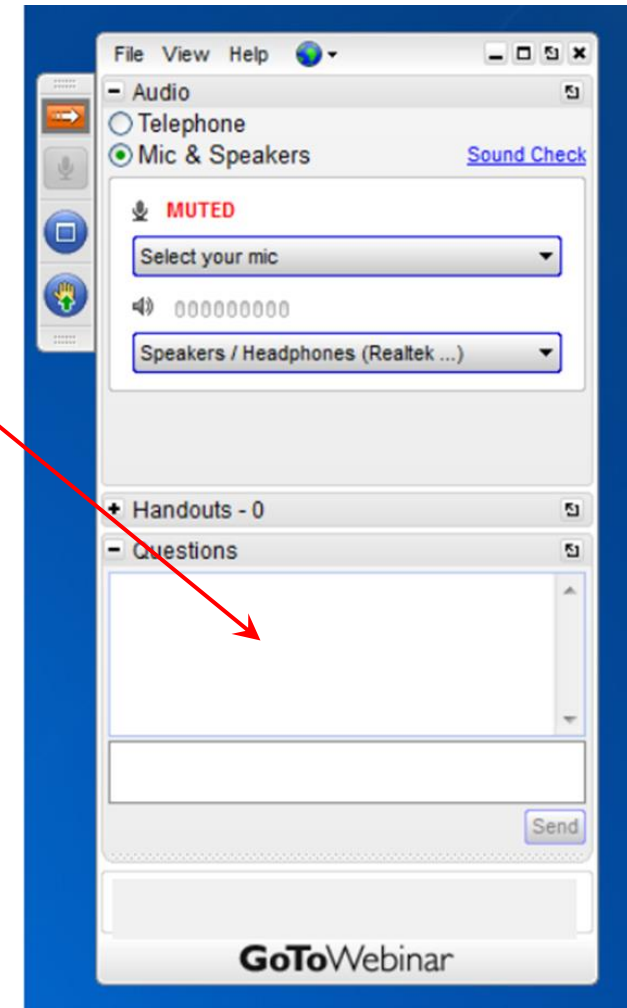 File View Help
Audio
Telephone
Mic & Speakers Sound Check
MUTED
Select your mic
000000000
Speakers / Headphones (Realtek ...)
Handouts - 0
Questions
Send
GoToWebinar